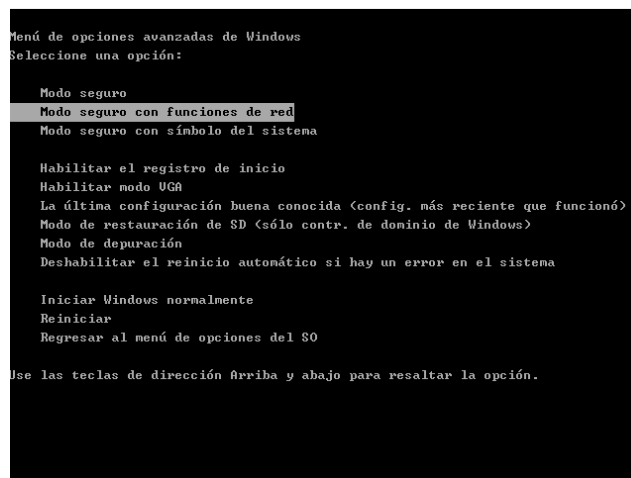 Menú de opciones avanzadas de Windows
Seleccione una opción:
Modo seguro
Modo seguro con funciones de red
Modo seguro con símbolo del sistema
Habilitar el registro de inicio
Habilitar modo VGA
La última configuración buena conocida (config. más reciente que funcionó)
Modo de restauración de SD (sólo contr. de dominio de Windows)
Modo de depuración
Deshabilitar el reinicio automático si hay un error en el sistema
Iniciar Windows normalmente
Reiniciar
Regresar al menú de opciones del SO
Use las teclas de dirección Arriba y abajo para resaltar la opción.